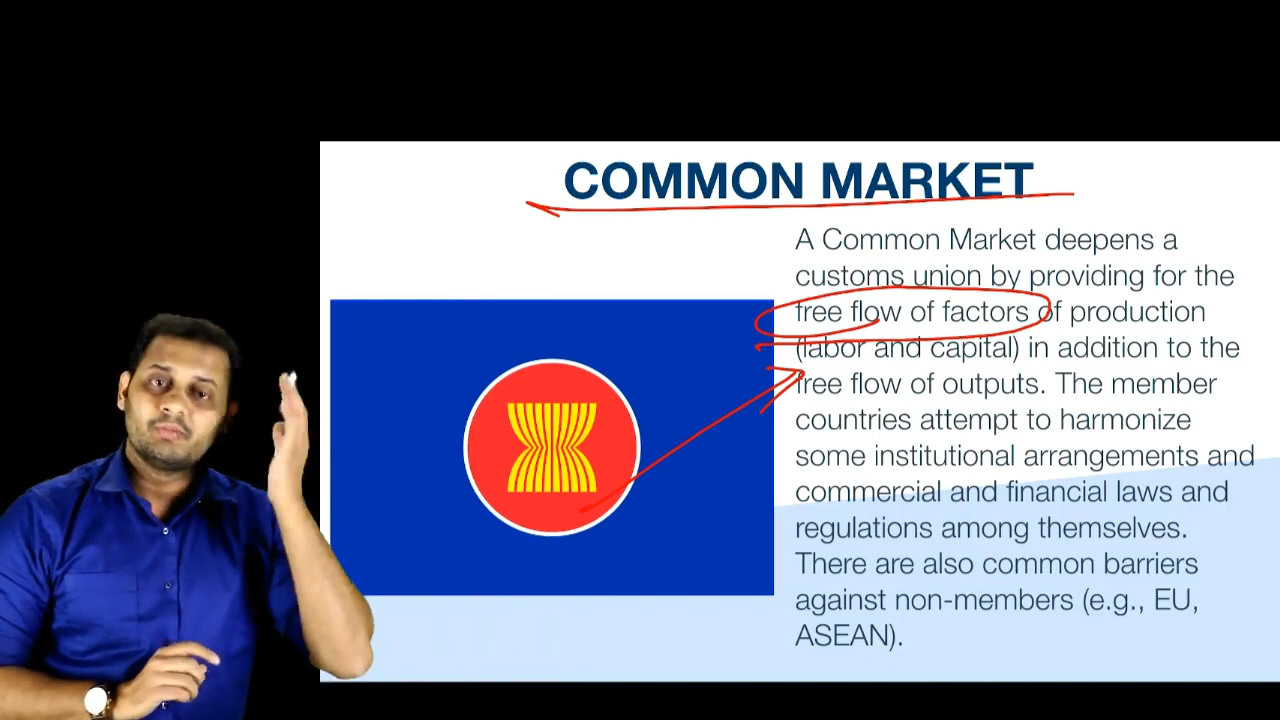 COMMON MARKET
A Common Market deepens a
customs union by providing for the
free flow of factors of production
(labor and capital) in addition to the
free flow of outputs. The member
countries attempt to harmonize
some institutional arrangements and
commercial and financial laws and
regulations among themselves.
There are also common barriers
against non-members (e.g., EU,
ASEAN).